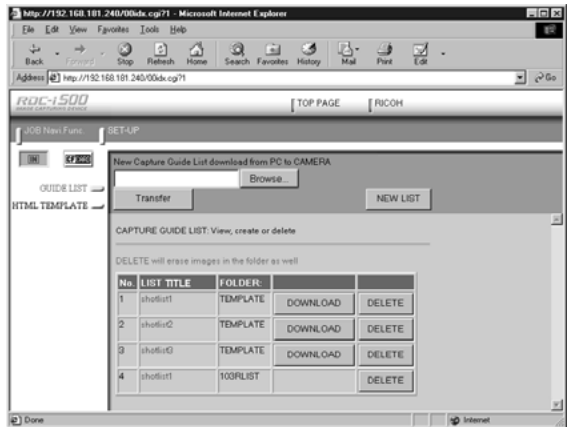 http://192.168.181.240/00idx.cgi?1 - Microsoft Internet Explorer
File Edit View Favorites Tools Help
Back Forward Stop Refresh Home Search Favorites History Mail Print Edit
Address http://192.168.181.240/00idx.cgi?1 Go
RDC-i500
IMAGE CAPTURING DEVICE
TOP PAGE RICOH
JOB Navi Func. SET-UP
GUIDE LIST
HTML TEMPLATE
New Capture Guide List download from PC to CAMERA
Browse...
Transfer NEW LIST
CAPTURE GUIDE LIST: View, create or delete
DELETE will erase images in the folder as well
No. LIST TITLE FOLDER:
1 shotlist1 TEMPLATE DOWNLOAD DELETE
2 shotlist2 TEMPLATE DOWNLOAD DELETE
3 shotlist3 TEMPLATE DOWNLOAD DELETE
4 shotlist1 103RLIST DELETE
Done Internet